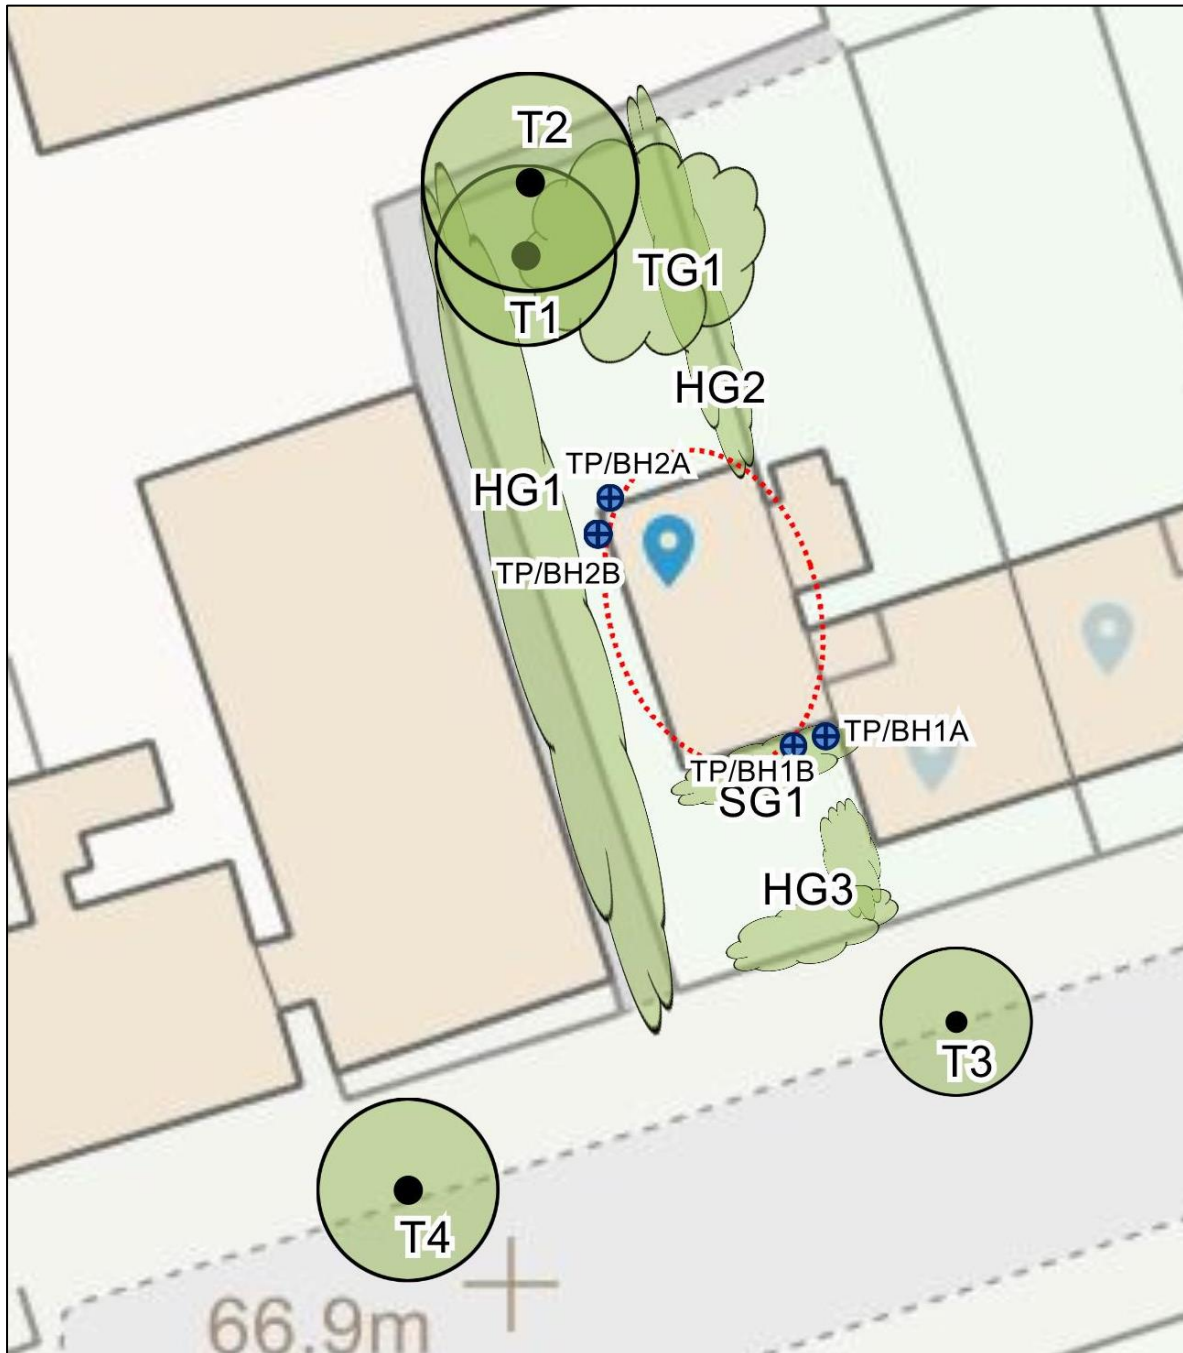 T2
TG1
T1
HG2
TP/BH2A
HG1
TP/BH2B
TP/BH1A
TP/BH1B
SG1
HG3
T3
T4
66.9m